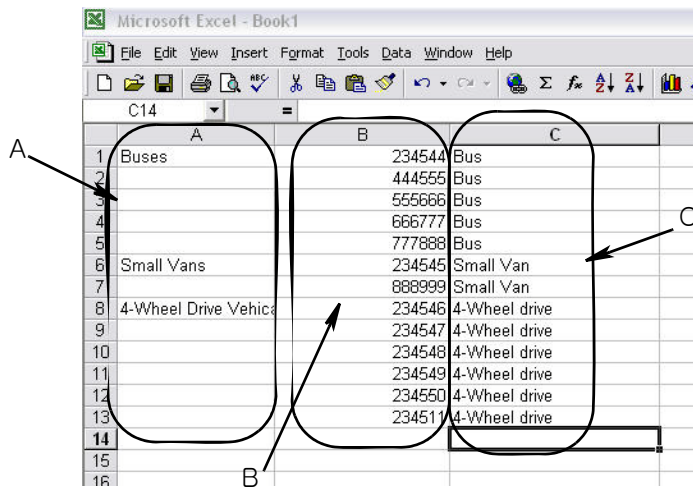 Microsoft Excel - Book1
File Edit View Insert Format Tools Data Window Help
ABC Σ fx A Z Z A
C14 =
A B C
A
1 Buses 234544 Bus
2 444555 Bus
3 555666 Bus
4 666777 Bus
C
5 777888 Bus
6 Small Vans 234545 Small Van
7 888999 Small Van
8 4-Wheel Drive Vehica 234546 4-Wheel drive
9 234547 4-Wheel drive
10 234548 4-Wheel drive
11 234549 4-Wheel drive
12 234550 4-Wheel drive
13 234511 4-Wheel drive
14
15
B
16